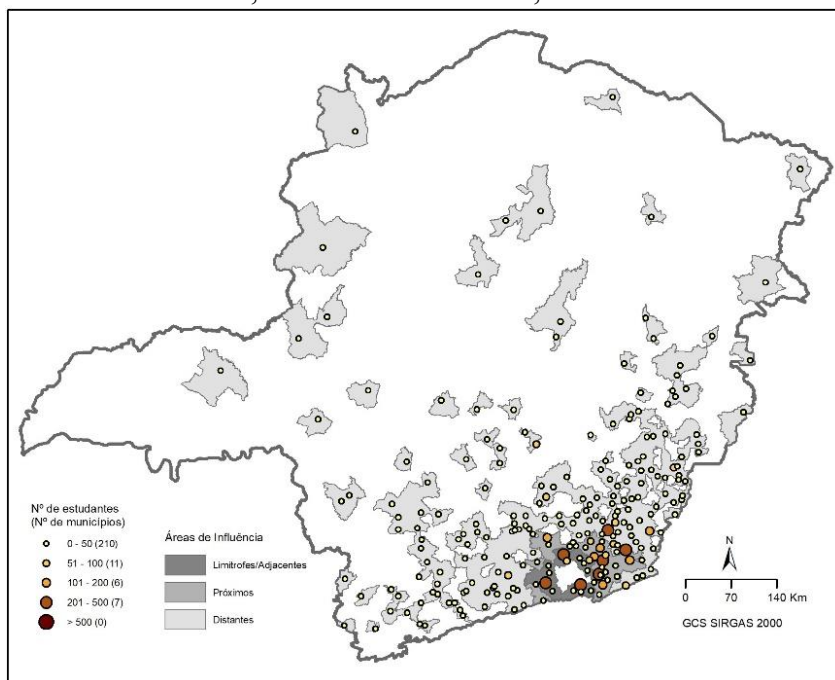 Nº de estudantes
(Nº de municípios)
0 - 50 (210)
51 - 100 (11)
101 - 200 (6)
201 - 500 (7)
> 500 (0)
Áreas de Influência
Limítrofes/Adjacentes
Próximos
Distantes
N
0 70 140 Km
GCS SIRGAS 2000